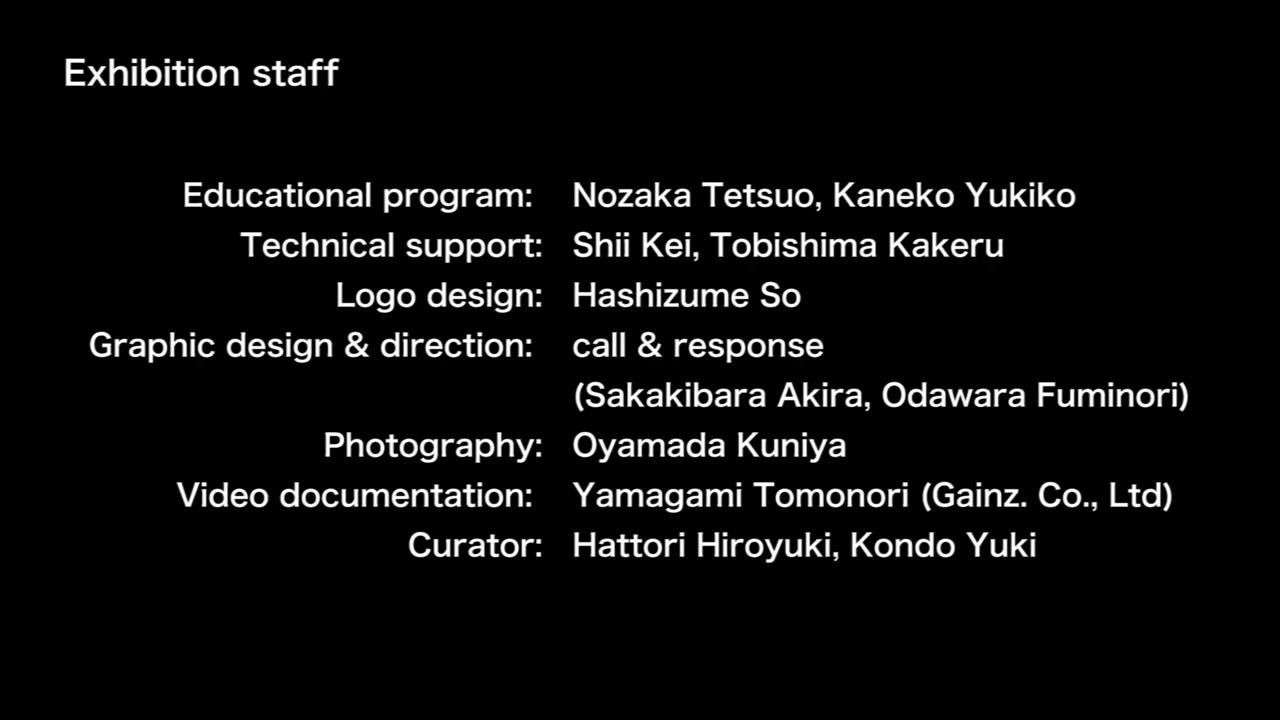 Exhibition staff
Educational program: Nozaka Tetsuo, Kaneko Yukiko
Technical support: Shii Kei, Tobishima Kakeru
Logo design: Hashizume So
Graphic design & direction: call & response
(Sakakibara Akira, Odawara Fuminori)
Photography: Oyamada Kuniya
Video documentation: Yamagami Tomonori (Gainz. Co., Ltd)
Curator: Hattori Hiroyuki, Kondo Yuki